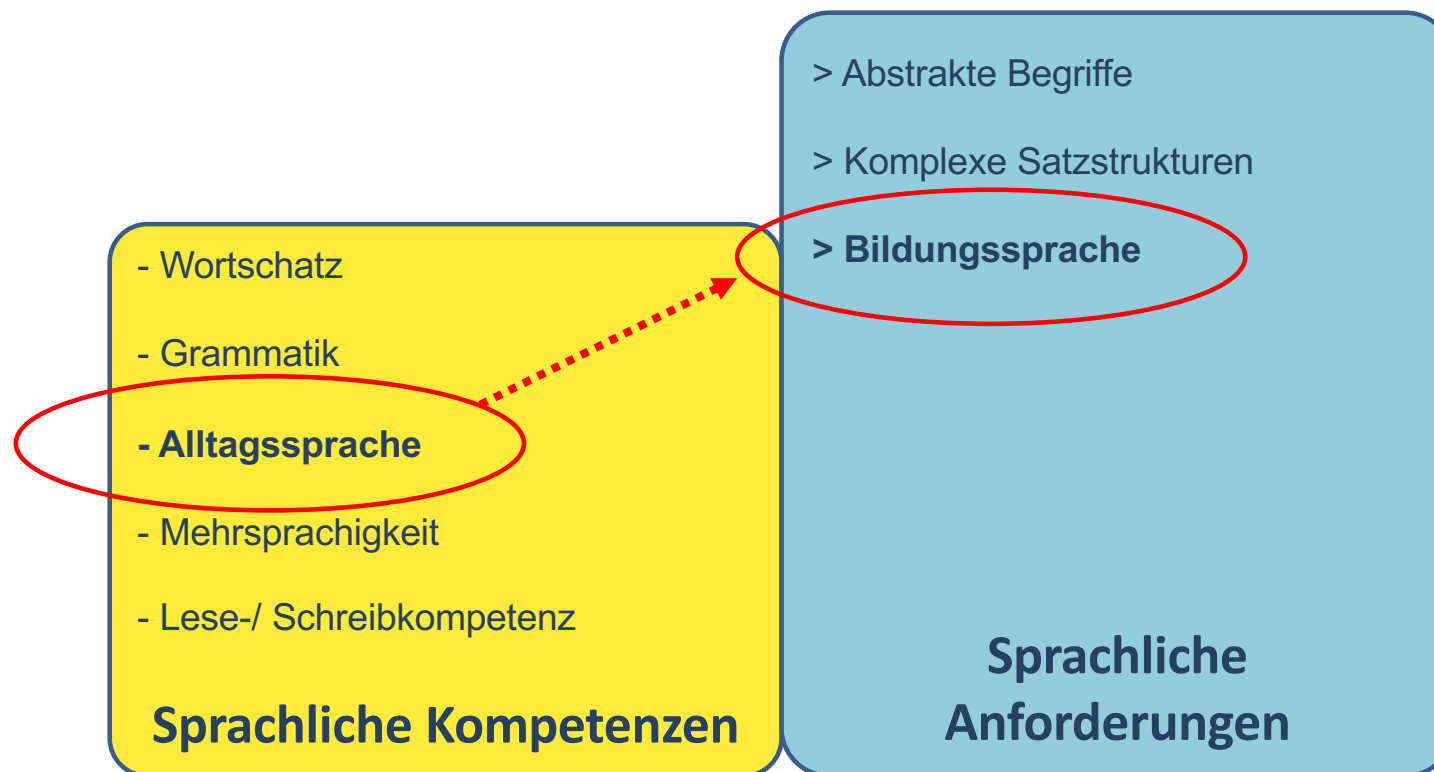 - Wortschatz
- Grammatik
- Alltagssprache
- Mehrsprachigkeit
- Lese-/ Schreibkompetenz
Sprachliche Kompetenzen
> Abstrakte Begriffe
> Komplexe Satzstrukturen
> Bildungssprache
Sprachliche
Anforderungen